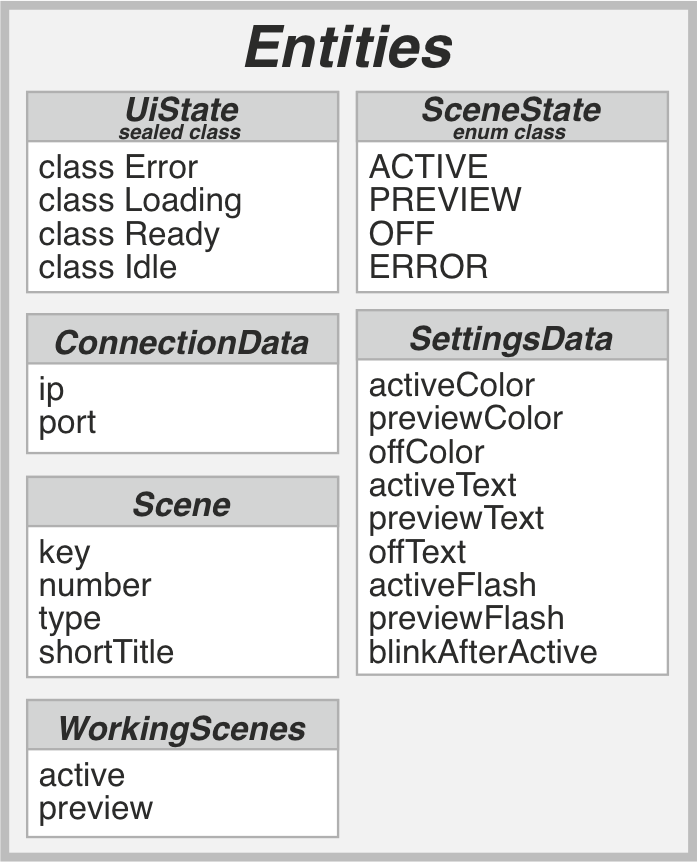 Entities
UiState
sealed class
class Error
class Loading
class Ready
class Idle
SceneState
enum class
ACTIVE
PREVIEW
OFF
ERROR
ConnectionData
ip
port
SettingsData
activeColor
previewColor
offColor
activeText
previewText
offText
activeFlash
previewFlash
blinkAfterActive
Scene
key
number
type
shortTitle
WorkingScenes
active
preview